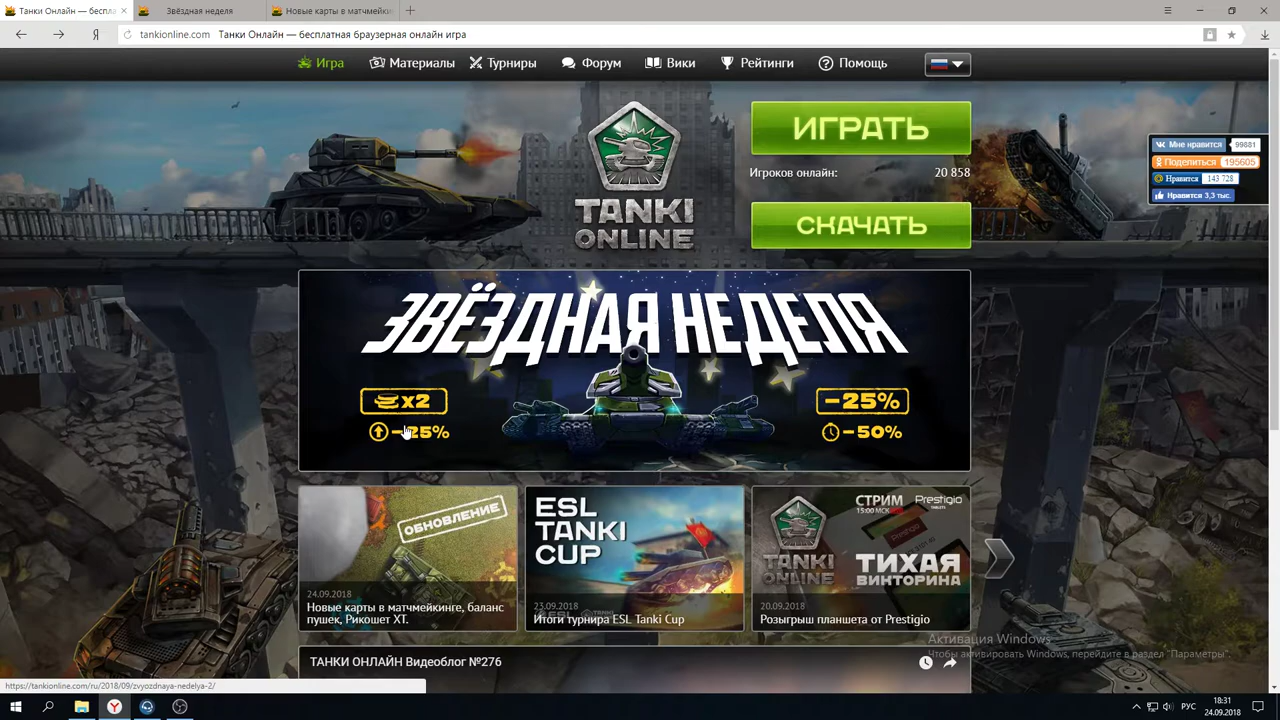 Танки Онлайн — беспла
Звёздная неделя
Новые карты в матчмейкин
Я
tankionline.com
Танки Онлайн — бесплатная браузерная онлайн игра
Игра
Материалы
Турниры
Форум
Вики
Рейтинги
Помощь
TANKI
ONLINE
ИГРАТЬ
Игроков онлайн: 20 858
СКАЧАТЬ
Мне нравится 99881
Поделиться 195605
Нравится 143 728
Нравится 3,3 тыс.
ЗВЁЗДНАЯ НЕДЕЛЯ
x2
-25%
-25%
-50%
ОБНОВЛЕНИЕ
24.09.2018
Новые карты в матчмейкинге, баланс
пушек, Рикошет ХТ.
ESL
TANKI
CUP
23.09.2018
Итоги турнира ESL Tanki Cup
СТРИМ
15:00 МСК
Prestigio
TANKI
ONLINE
ТИХАЯ
ВИКТОРИНА
20.09.2018
Розыгрыш планшета от Prestigio
Активация Windows
Чтобы активировать Windows, перейдите в раздел "Параметры".
ТАНКИ ОНЛАЙН Видеоблог №276
https://tankionline.com/ru/2018/09/zvyozdnaya-nedelya-2/
РУС
18:31
24.09.2018